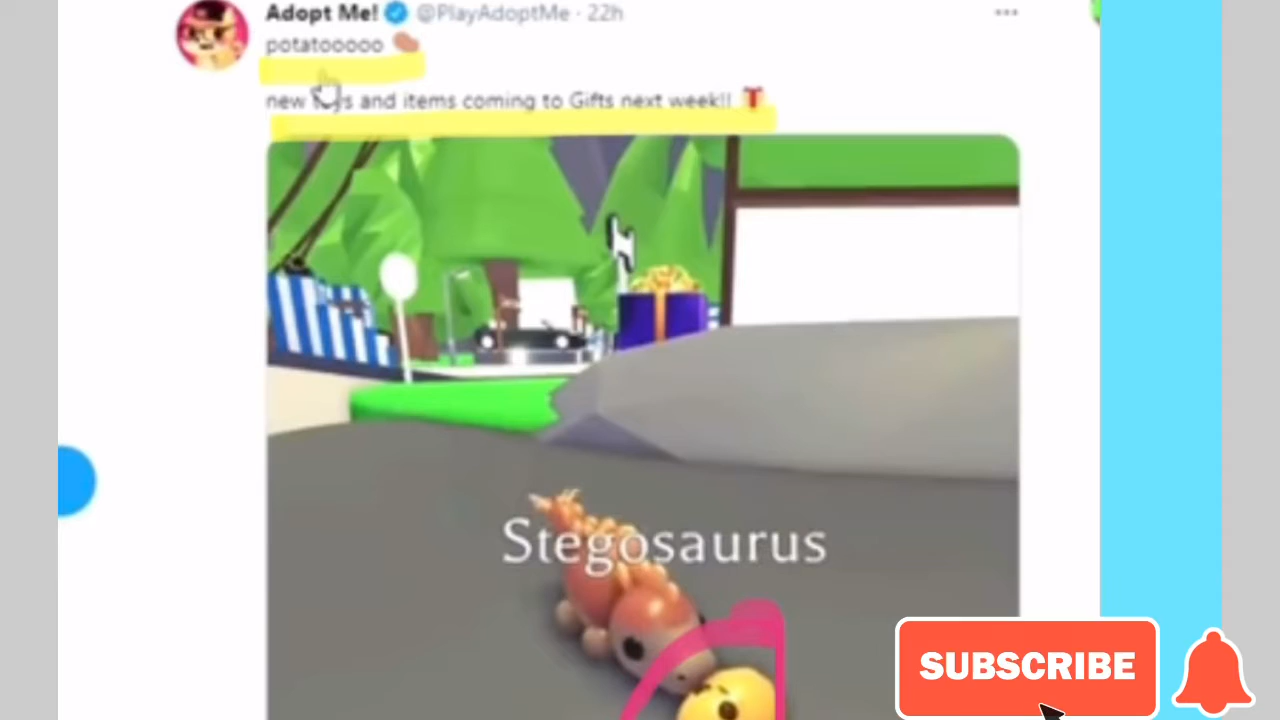 Adopt Me! @PlayAdoptMe · 22h
potatooooo 🥔
new and items coming to Gifts next week!! 🎁
Stegosaurus
SUBSCRIBE